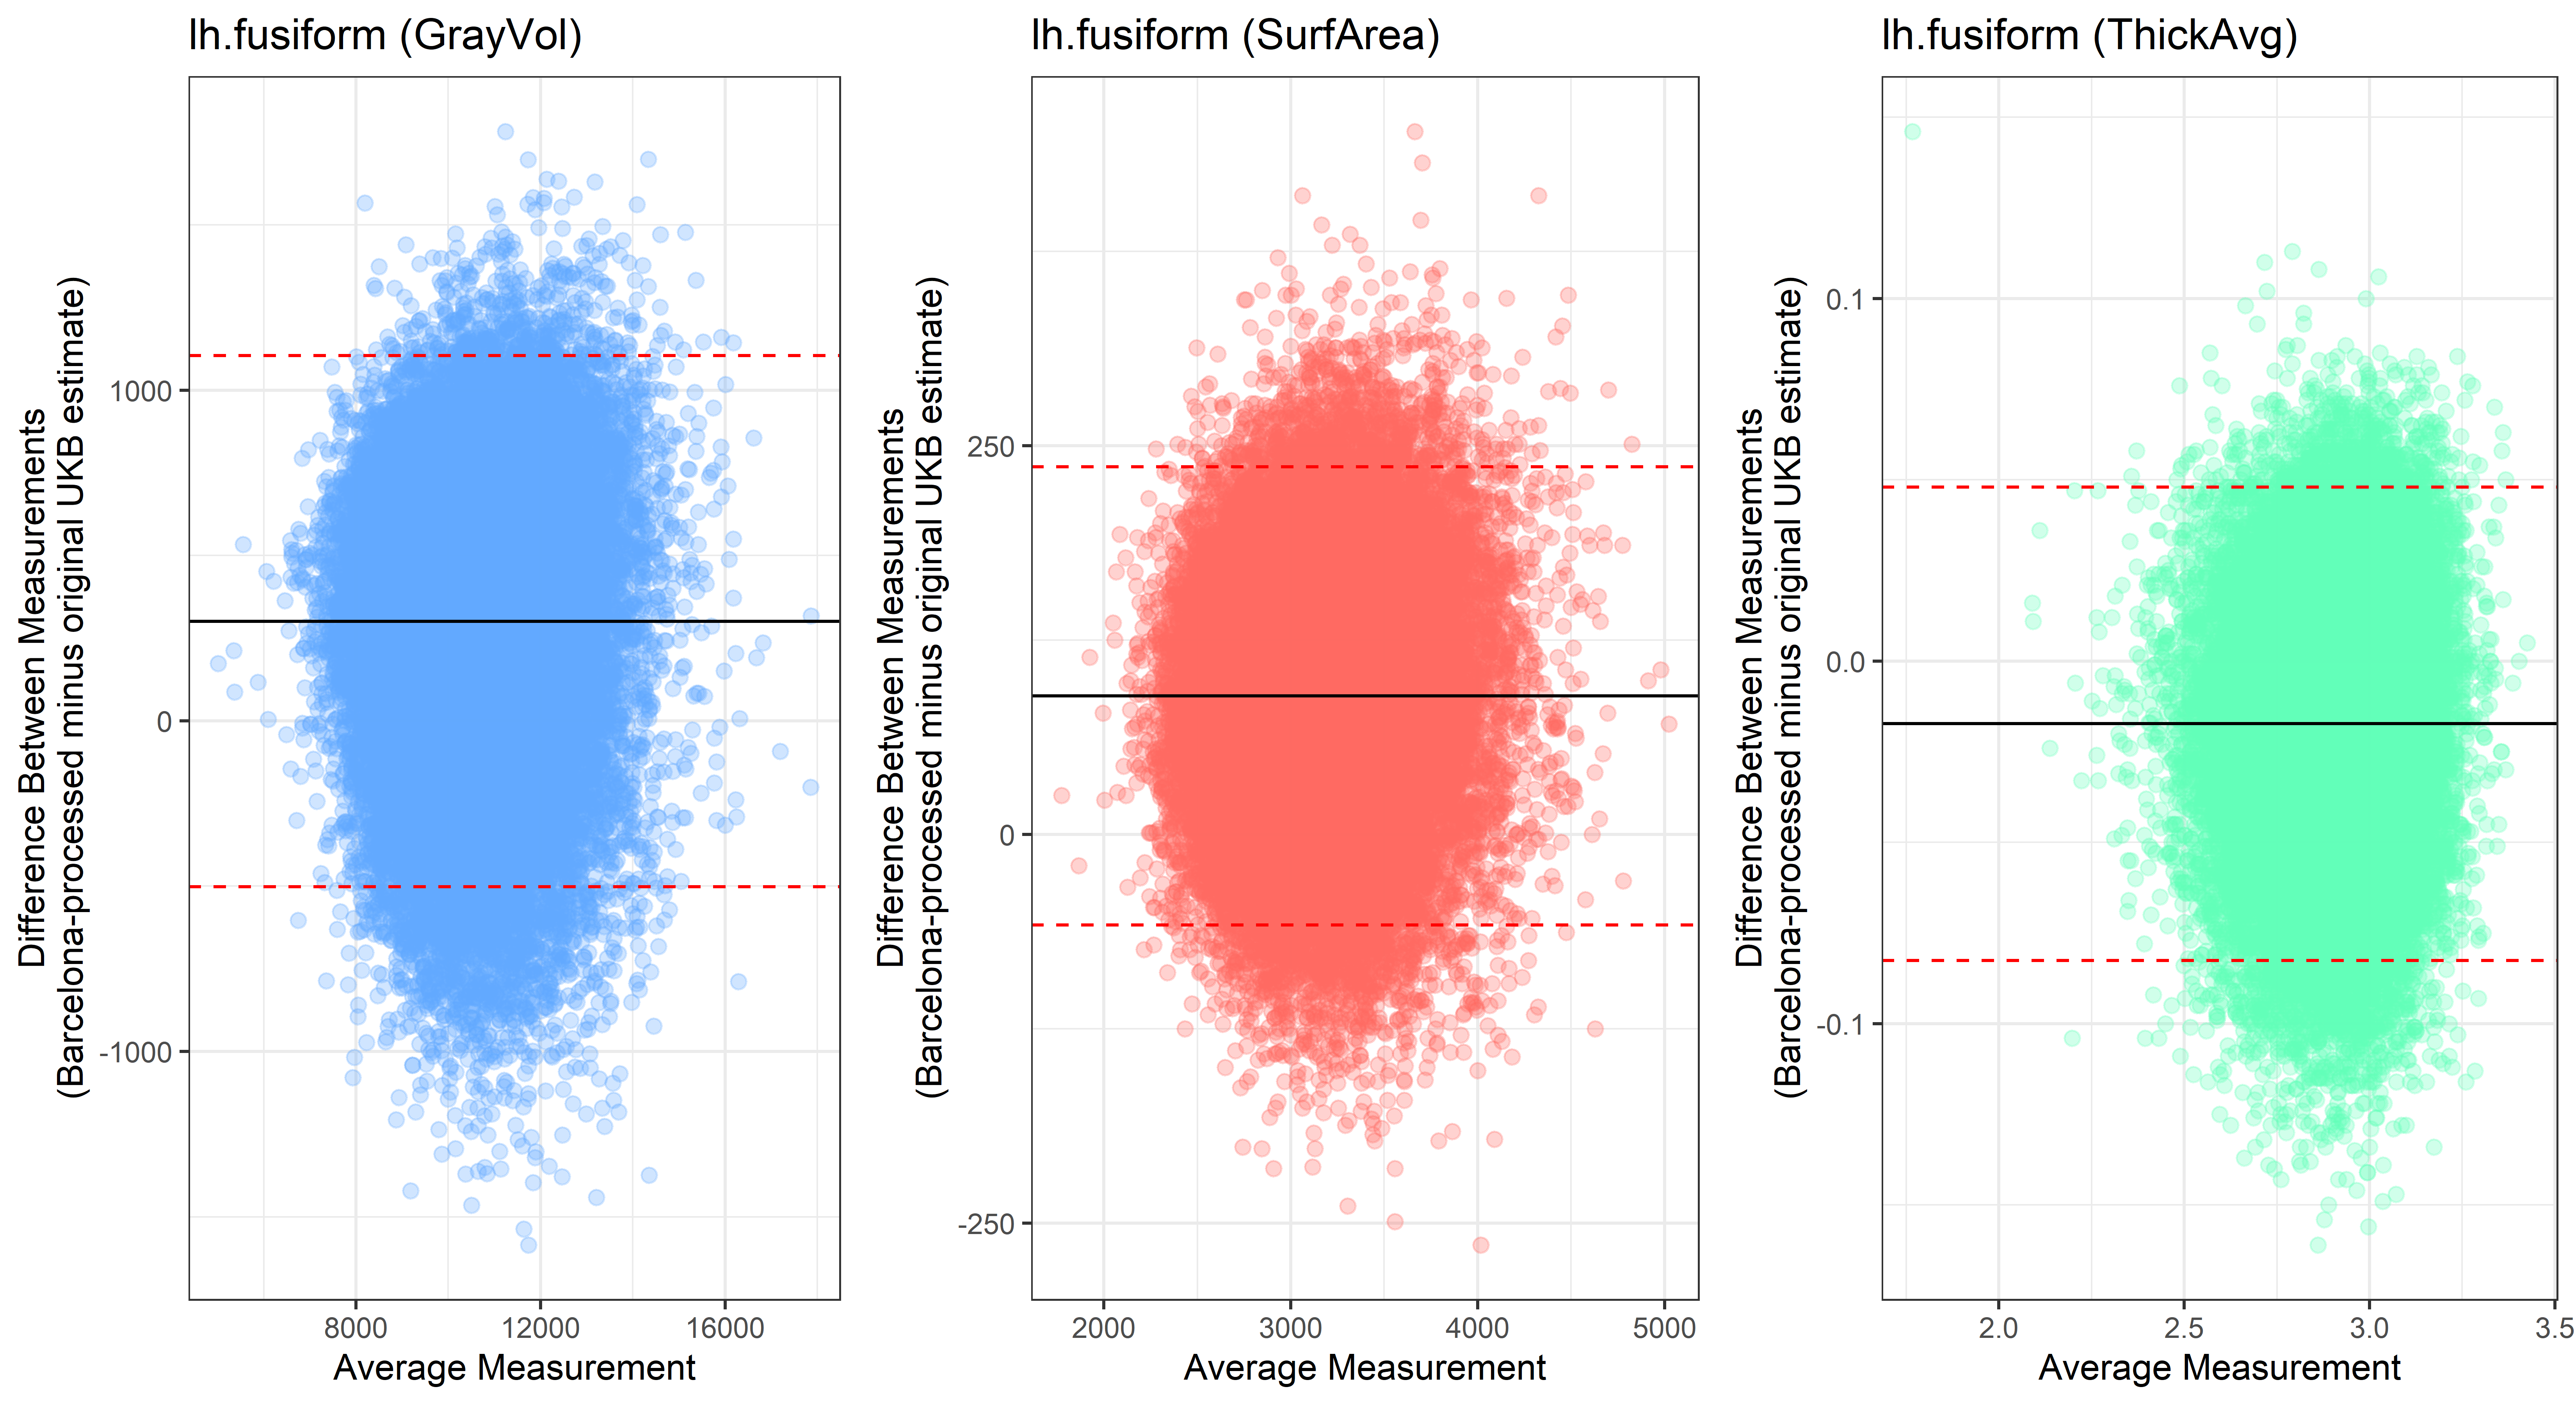 lh.fusiform (GrayVol)
Difference Between Measurements
(Barcelona-processed minus original UKB estimate)
1000
0
-1000
8000 12000 16000
Average Measurement
lh.fusiform (SurfArea)
Difference Between Measurements
(Barcelona-processed minus original UKB estimate)
250
0
-250
2000 3000 4000 5000
Average Measurement
lh.fusiform (ThickAvg)
Difference Between Measurements
(Barcelona-processed minus original UKB estimate)
0.1
0.0
-0.1
2.0 2.5 3.0 3.5
Average Measurement